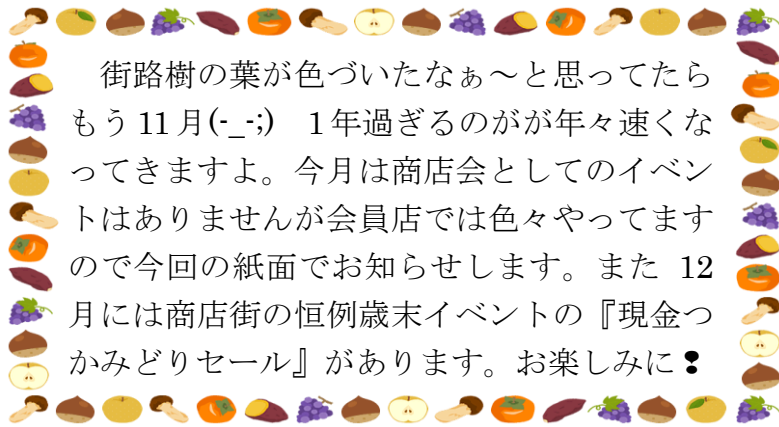 街路樹の葉が色づいたなぁ～と思ってたら
もう 11 月(-_-;)　１年過ぎるのがが年々速くな
ってきますよ。今月は商店会としてのイベン
トはありませんが会員店では色々やってます
ので今回の紙面でお知らせします。また 12
月には商店街の恒例歳末イベントの『現金つ
かみどりセール』があります。お楽しみに❢